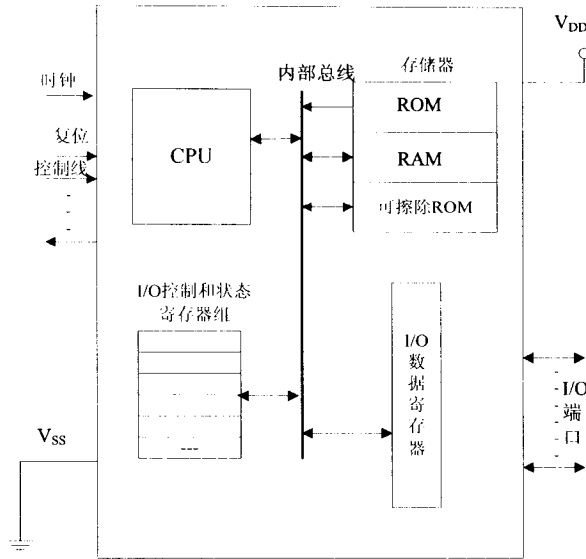 V_DD
存储器
内部总线
时钟
ROM
复位
CPU
RAM
控制线
可擦除ROM
I/O控制和状态
寄存器组
I/O
数
据
寄
存
器
I/O
端
口
V_SS